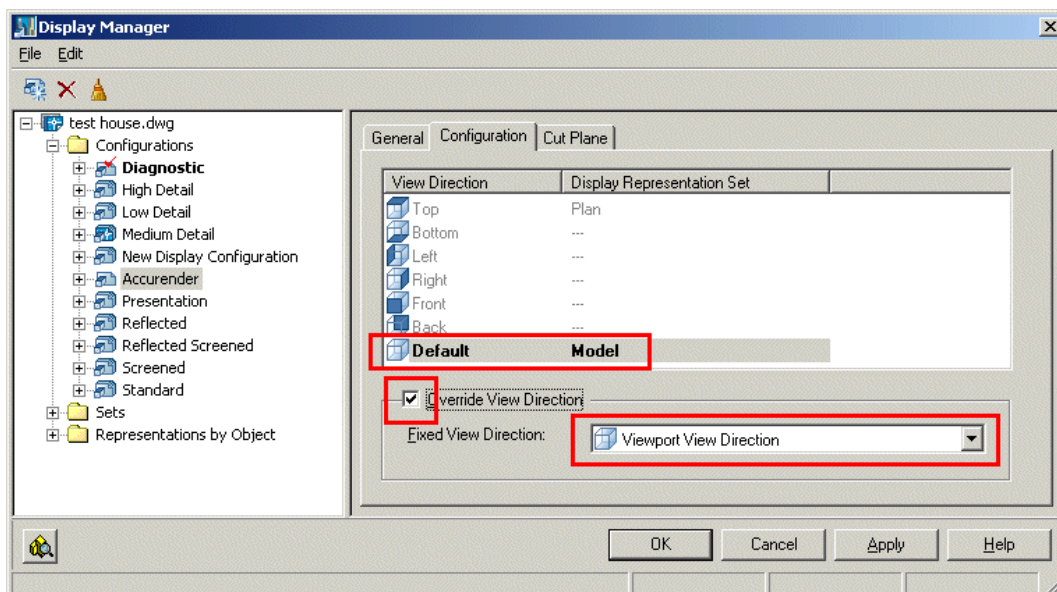 Display Manager
File Edit
test house.dwg
Configurations
Diagnostic
High Detail
Low Detail
Medium Detail
New Display Configuration
Accurender
Presentation
Reflected
Reflected Screened
Screened
Standard
Sets
Representations by Object
General Configuration Cut Plane
View Direction Display Representation Set
Top Plan
Bottom ---
Left ---
Right ---
Front ---
Back ---
Default Model
Override View Direction
Fixed View Direction: Viewport View Direction
OK Cancel Apply Help